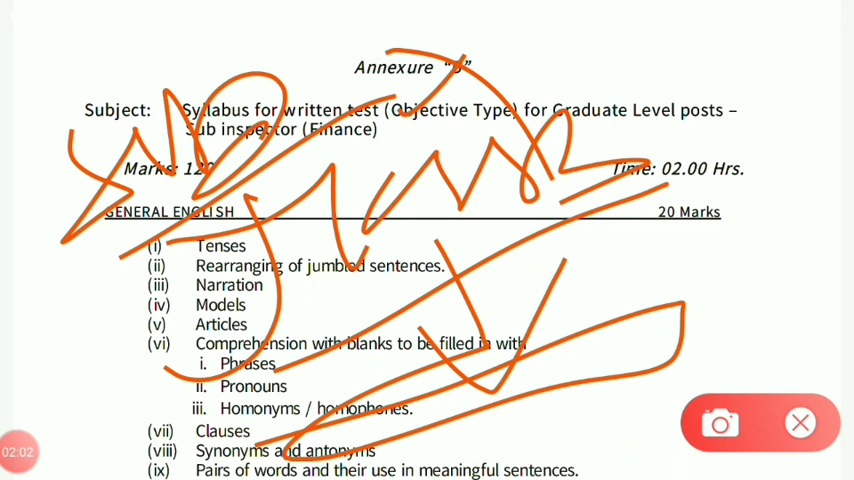 Annexure "B"
Subject: Syllabus for written test (Objective Type) for Graduate Level posts –
Sub inspector (Finance)
Marks: 120
Time: 02.00 Hrs.
GENERAL ENGLISH 20 Marks
(i) Tenses
(ii) Rearranging of jumbled sentences.
(iii) Narration
(iv) Models
(v) Articles
(vi) Comprehension with blanks to be filled in with
i. Phrases
ii. Pronouns
iii. Homonyms / homophones.
(vii) Clauses
(viii) Synonyms and antonyms
(ix) Pairs of words and their use in meaningful sentences.
02:02